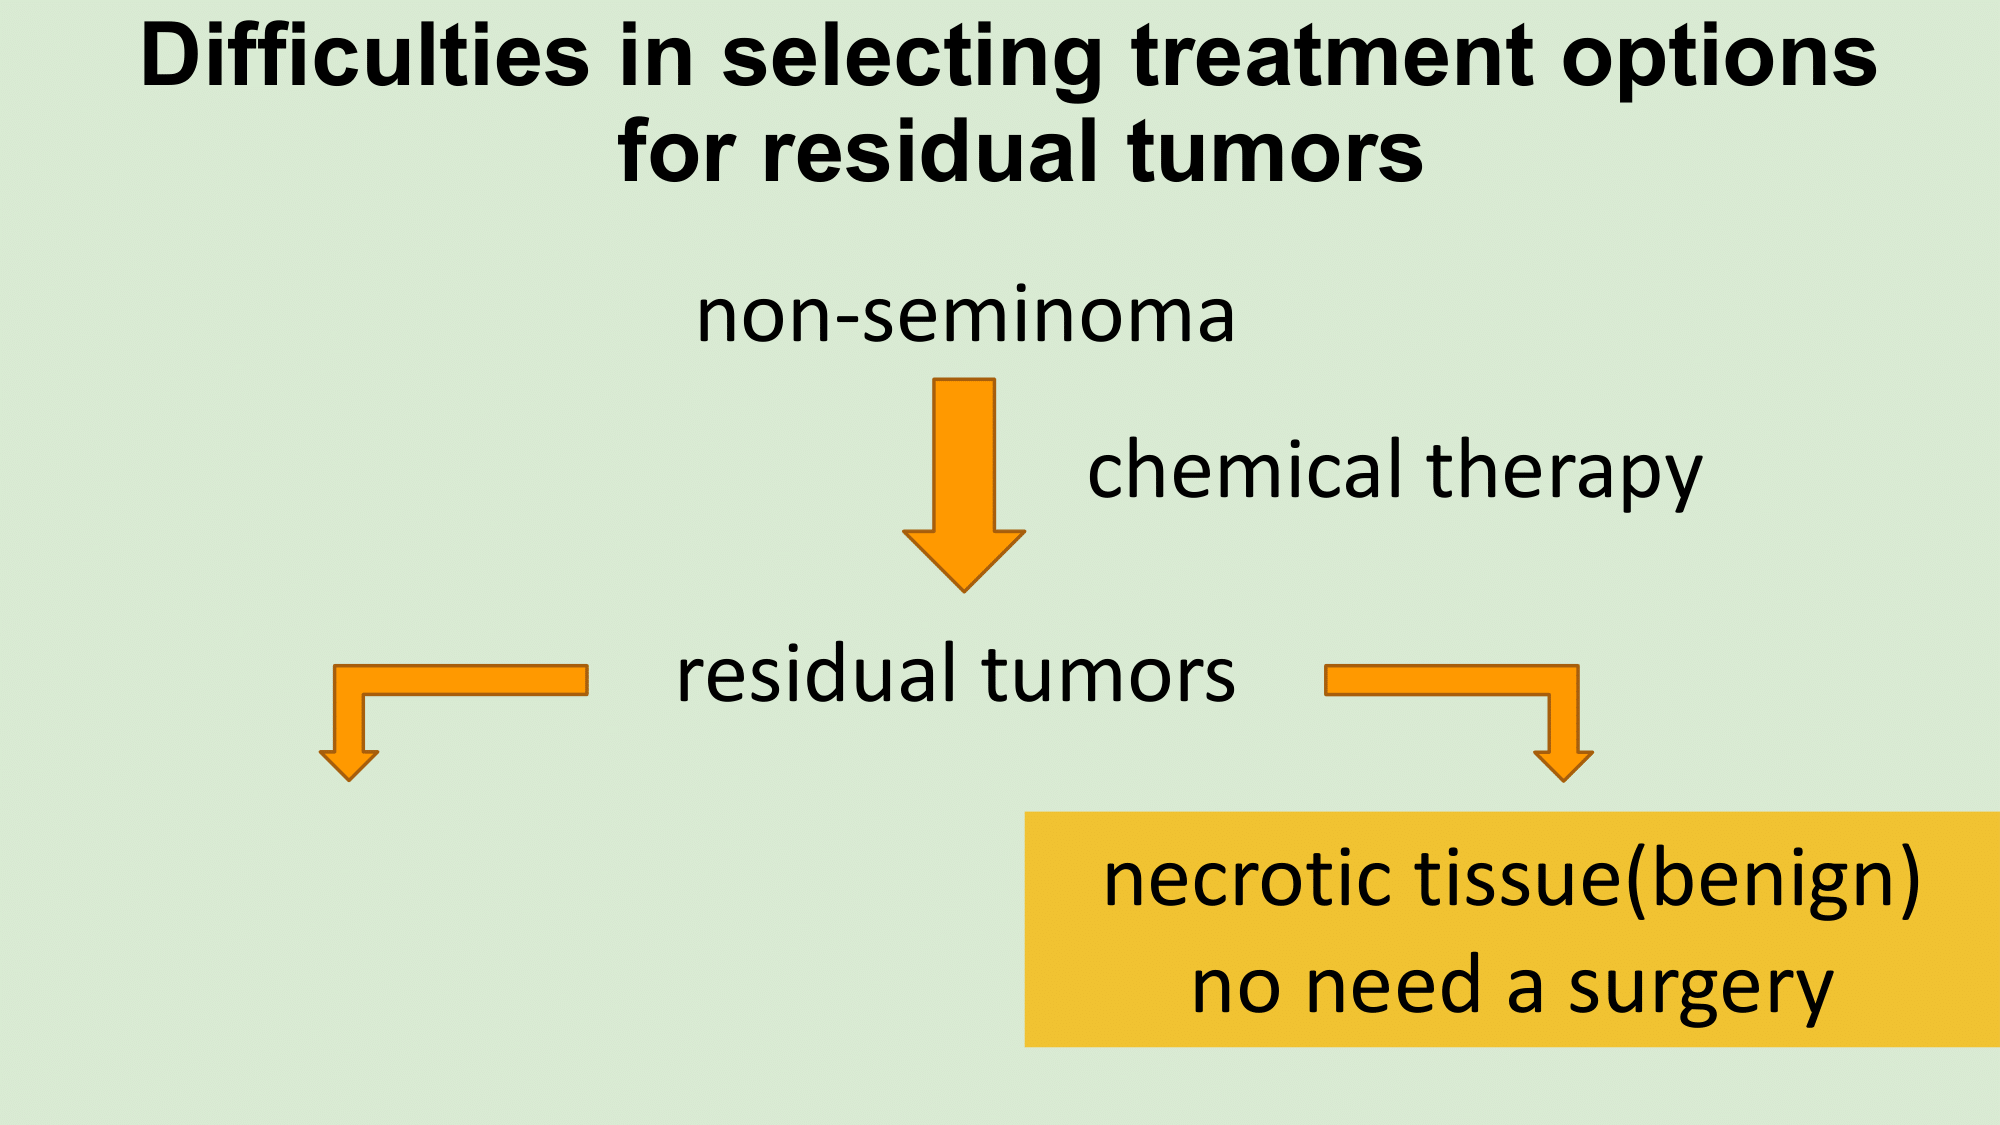 Difficulties in selecting treatment options
for residual tumors
non-seminoma
chemical therapy
residual tumors
necrotic tissue(benign)
no need a surgery